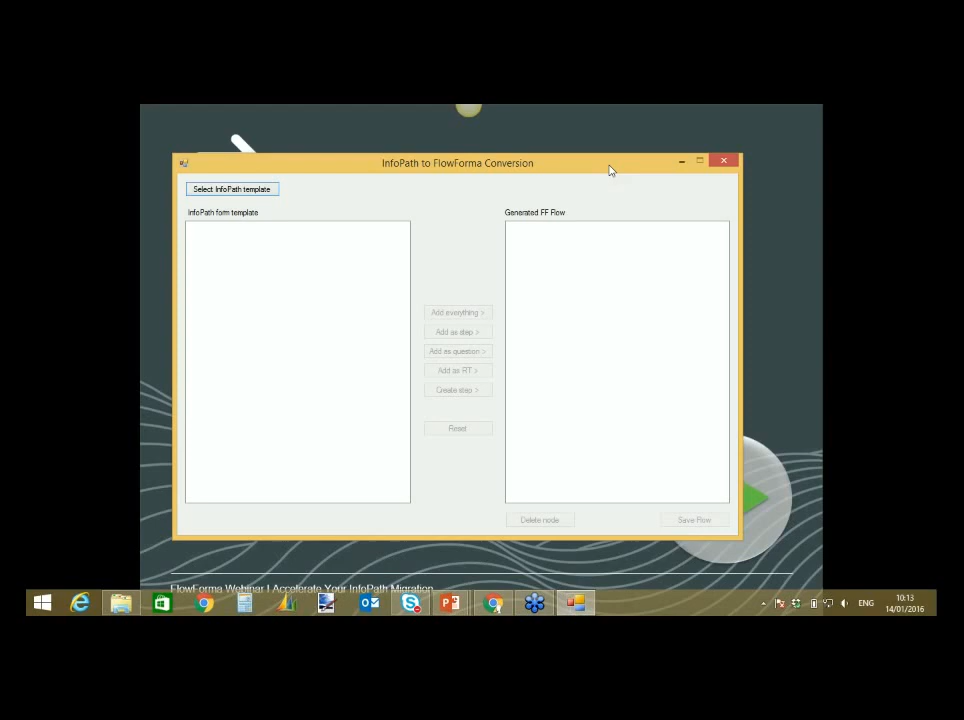 InfoPath to FlowForma Conversion
Select InfoPath template
InfoPath form template
Generated FF Flow
Add everything >
Add as step >
Add as question >
Add as RT >
Create step >
Reset
Delete node
Save Flow
FlowForma Webinar | Accelerate Your InfoPath Migration
ENG
10:13
14/01/2016